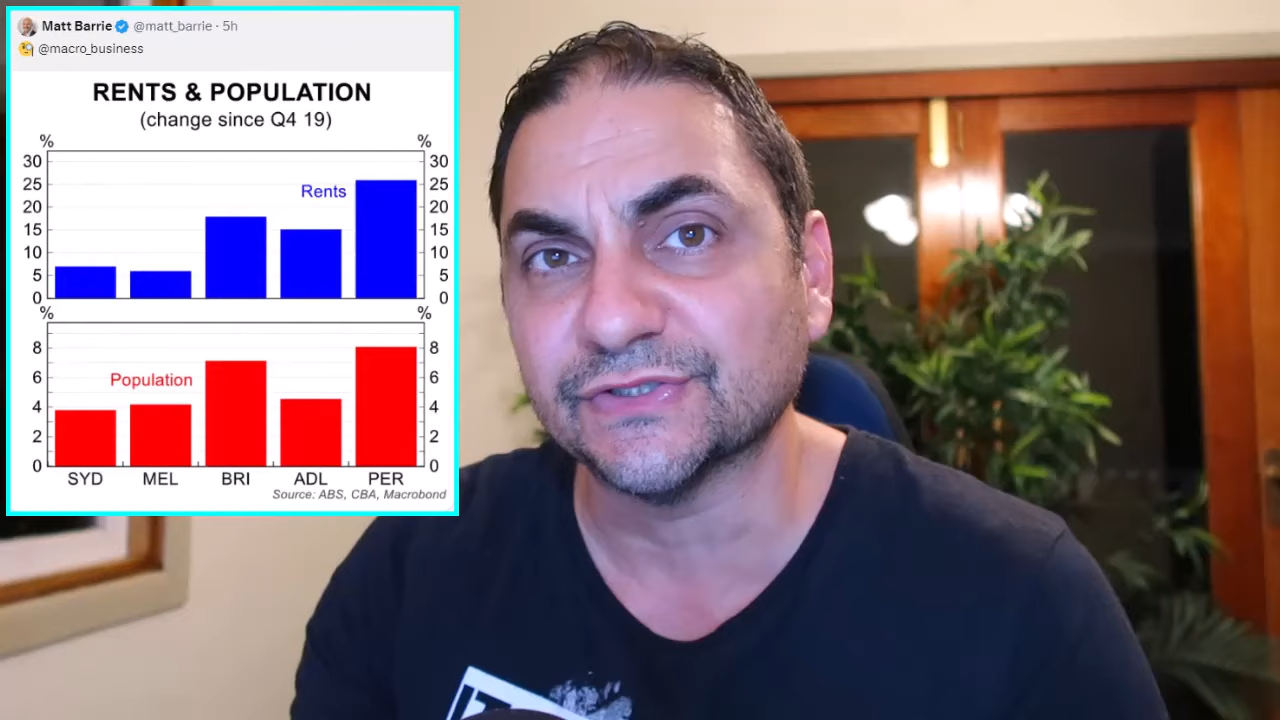 Matt Barrie @matt_barrie · 5h
🧐 @macro_business
RENTS & POPULATION
(change since Q4 19)
% %
30 30
25 Rents 25
20 20
15 15
10 10
5 5
0 0
% %
8 8
6 Population 6
4 4
2 2
0 0
SYD MEL BRI ADL PER
Source: ABS, CBA, Macrobond